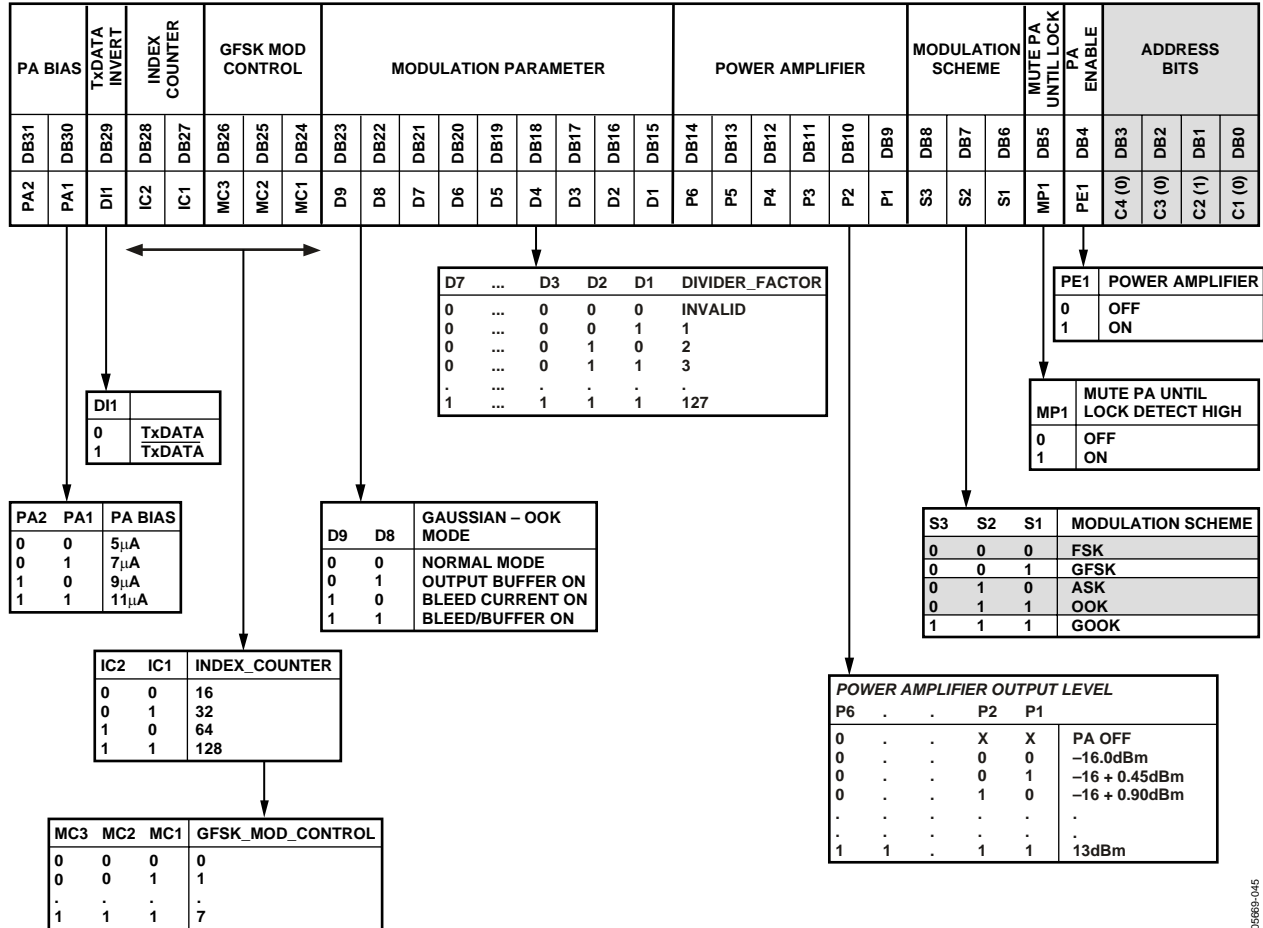 PA BIAS
TxDATA INVERT
INDEX COUNTER
GFSK MOD CONTROL
MODULATION PARAMETER
POWER AMPLIFIER
MODULATION SCHEME
MUTE PA UNTIL LOCK
PA ENABLE
ADDRESS BITS
DB31 DB30 DB29 DB28 DB27 DB26 DB25 DB24 DB23 DB22 DB21 DB20 DB19 DB18 DB17 DB16 DB15 DB14 DB13 DB12 DB11 DB10 DB9 DB8 DB7 DB6 DB5 DB4 DB3 DB2 DB1 DB0
PA2 PA1 DI1 IC2 IC1 MC3 MC2 MC1 D9 D8 D7 D6 D5 D4 D3 D2 D1 P6 P5 P4 P3 P2 P1 S3 S2 S1 MP1 PE1 C4 (0) C3 (0) C2 (1) C1 (0)
D7 ... D3 D2 D1 DIVIDER_FACTOR
0 ... 0 0 0 INVALID
0 ... 0 0 1 1
0 ... 0 1 0 2
0 ... 0 1 1 3
. ... . . . .
1 ... 1 1 1 127
PE1 POWER AMPLIFIER
0 OFF
1 ON
DI1
0 TxDATA
1 TxDATA
MP1 MUTE PA UNTIL LOCK DETECT HIGH
0 OFF
1 ON
PA2 PA1 PA BIAS
0 0 5µA
0 1 7µA
1 0 9µA
1 1 11µA
D9 D8 GAUSSIAN – OOK MODE
0 0 NORMAL MODE
0 1 OUTPUT BUFFER ON
1 0 BLEED CURRENT ON
1 1 BLEED/BUFFER ON
S3 S2 S1 MODULATION SCHEME
0 0 0 FSK
0 0 1 GFSK
0 1 0 ASK
0 1 1 OOK
1 1 1 GOOK
IC2 IC1 INDEX_COUNTER
0 0 16
0 1 32
1 0 64
1 1 128
POWER AMPLIFIER OUTPUT LEVEL
P6 . . P2 P1
0 . . X X PA OFF
0 . . 0 0 –16.0dBm
0 . . 0 1 –16 + 0.45dBm
0 . . 1 0 –16 + 0.90dBm
. . . . . .
. . . . . .
1 1 . 1 1 13dBm
MC3 MC2 MC1 GFSK_MOD_CONTROL
0 0 0 0
0 0 1 1
. . . .
1 1 1 7
05669-045